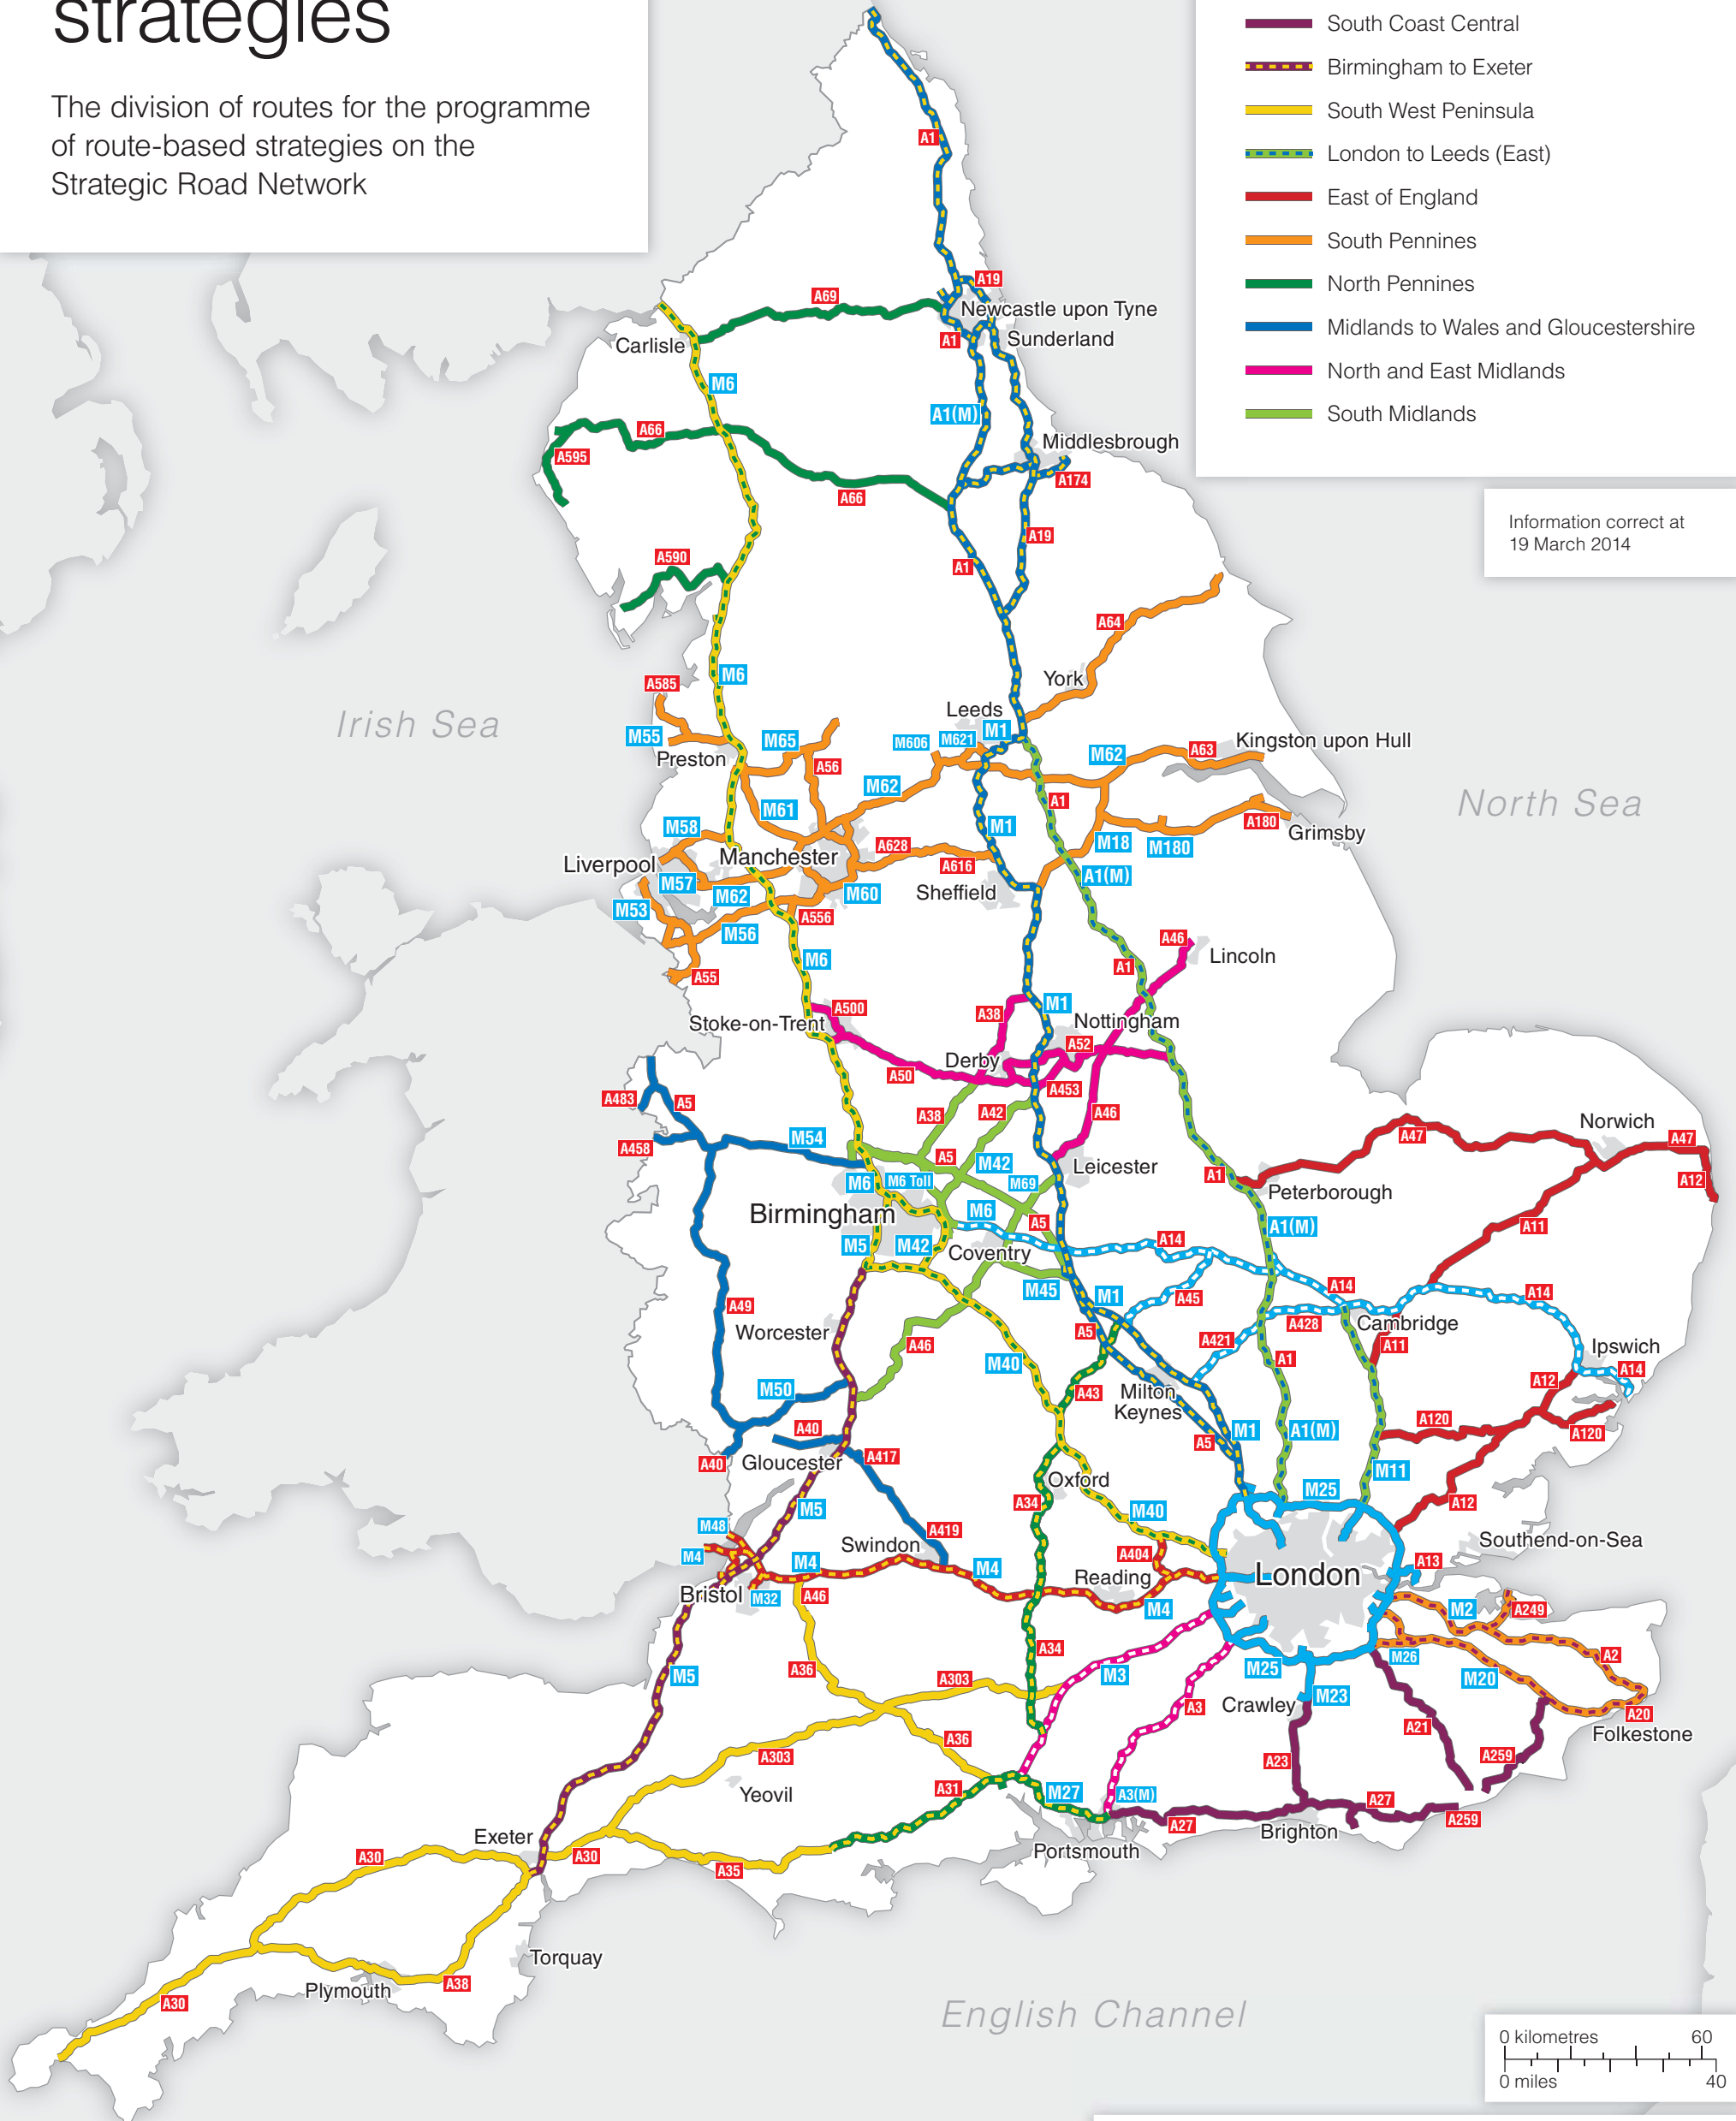 strategies
The division of routes for the programme
of route-based strategies on the
Strategic Road Network
South Coast Central
Birmingham to Exeter
South West Peninsula
London to Leeds (East)
East of England
South Pennines
North Pennines
Midlands to Wales and Gloucestershire
North and East Midlands
South Midlands
Information correct at
19 March 2014
A1
A19
A69
Newcastle upon Tyne
A1
Sunderland
Carlisle
M6
A1(M)
A66
Middlesbrough
A595
A174
A66
A19
A590
A1
A64
M6
York
A585
Leeds
M55
M65
M606
M621
M1
Kingston upon Hull
M62
A63
Preston
A56
M62
Irish Sea
North Sea
A1
M61
M58
M1
A180
Grimsby
A628
M18
M180
Manchester
Liverpool
A616
A1(M)
M57
M62
M60
Sheffield
M53
A556
M56
A46
Lincoln
M6
A1
A55
A500
M1
A38
Stoke-on-Trent
Nottingham
A52
Derby
A50
A453
A483
A5
A38
A42
A46
Norwich
A47
A47
M54
A458
A5
M42
Leicester
A1
A12
M6
M6 Toll
M69
Peterborough
Birmingham
M6
A5
A1(M)
A11
M5
M42
Coventry
A14
M45
M1
A45
A14
A14
A49
A5
A428
Cambridge
Worcester
A421
A46
A11
Ipswich
M40
A1
A14
M50
A43
Milton
Keynes
A12
A40
M1
A1(M)
A120
A120
A40
Gloucester
A417
A5
M11
Oxford
M25
M5
A34
M40
A12
M48
A419
Southend-on-Sea
Swindon
M4
M4
M4
A404
A13
London
Reading
Bristol
M32
A46
M4
M2
A249
A34
A2
M5
A36
A303
M3
M25
M26
M20
M23
Crawley
A3
A20
A21
Folkestone
A36
A303
A23
A259
Yeovil
A31
M27
A3(M)
A27
A27
A259
Exeter
A30
A30
A35
Portsmouth
Brighton
Torquay
Plymouth
A38
A30
English Channel
0 kilometres 60
0 miles 40